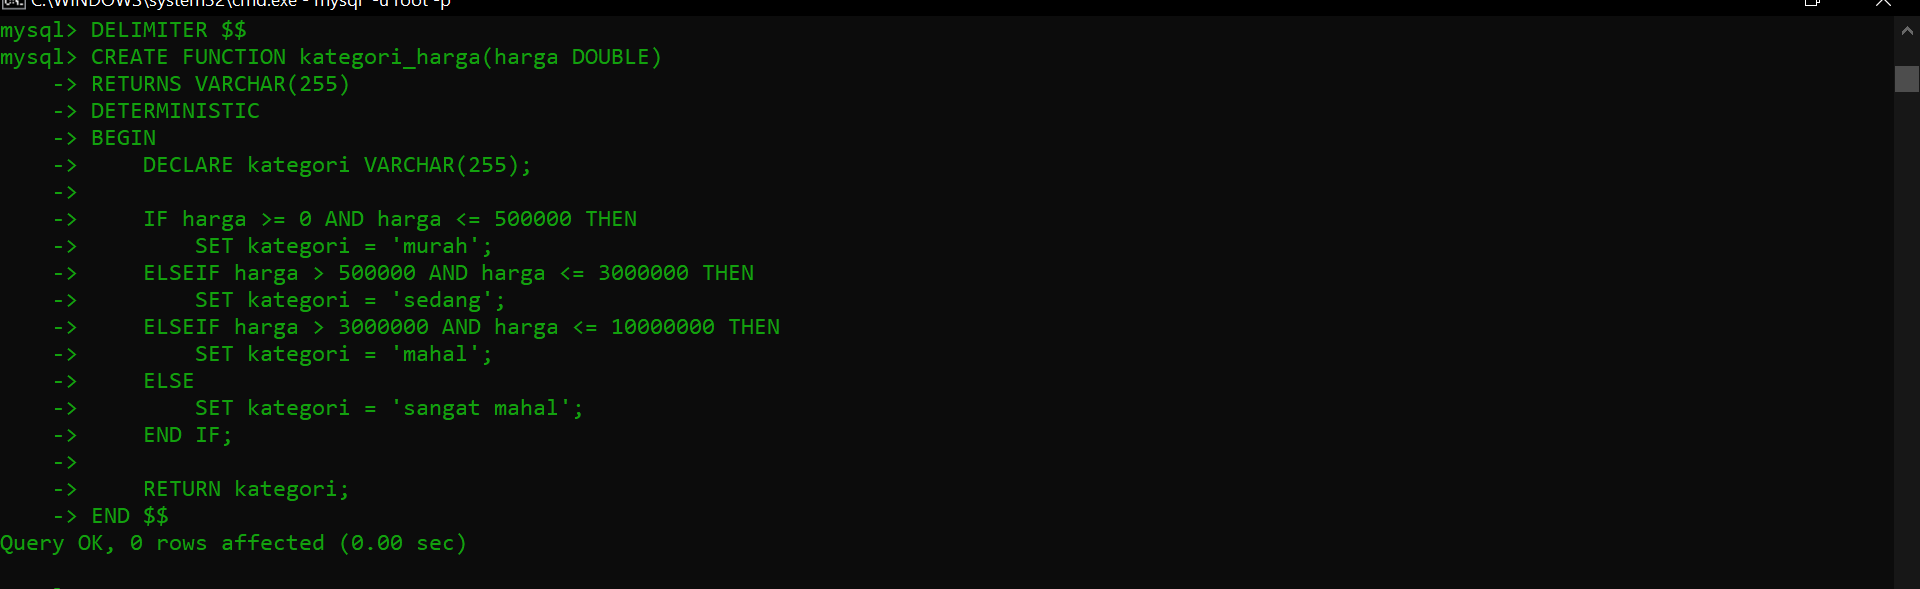 C:\WINDOWS\system32\cmd.exe - mysql -u root -p
mysql> DELIMITER $$
mysql> CREATE FUNCTION kategori_harga(harga DOUBLE)
    -> RETURNS VARCHAR(255)
    -> DETERMINISTIC
    -> BEGIN
    ->     DECLARE kategori VARCHAR(255);
    ->
    ->     IF harga >= 0 AND harga <= 500000 THEN
    ->         SET kategori = 'murah';
    ->     ELSEIF harga > 500000 AND harga <= 3000000 THEN
    ->         SET kategori = 'sedang';
    ->     ELSEIF harga > 3000000 AND harga <= 10000000 THEN
    ->         SET kategori = 'mahal';
    ->     ELSE
    ->         SET kategori = 'sangat mahal';
    ->     END IF;
    ->
    ->     RETURN kategori;
    -> END $$
Query OK, 0 rows affected (0.00 sec)